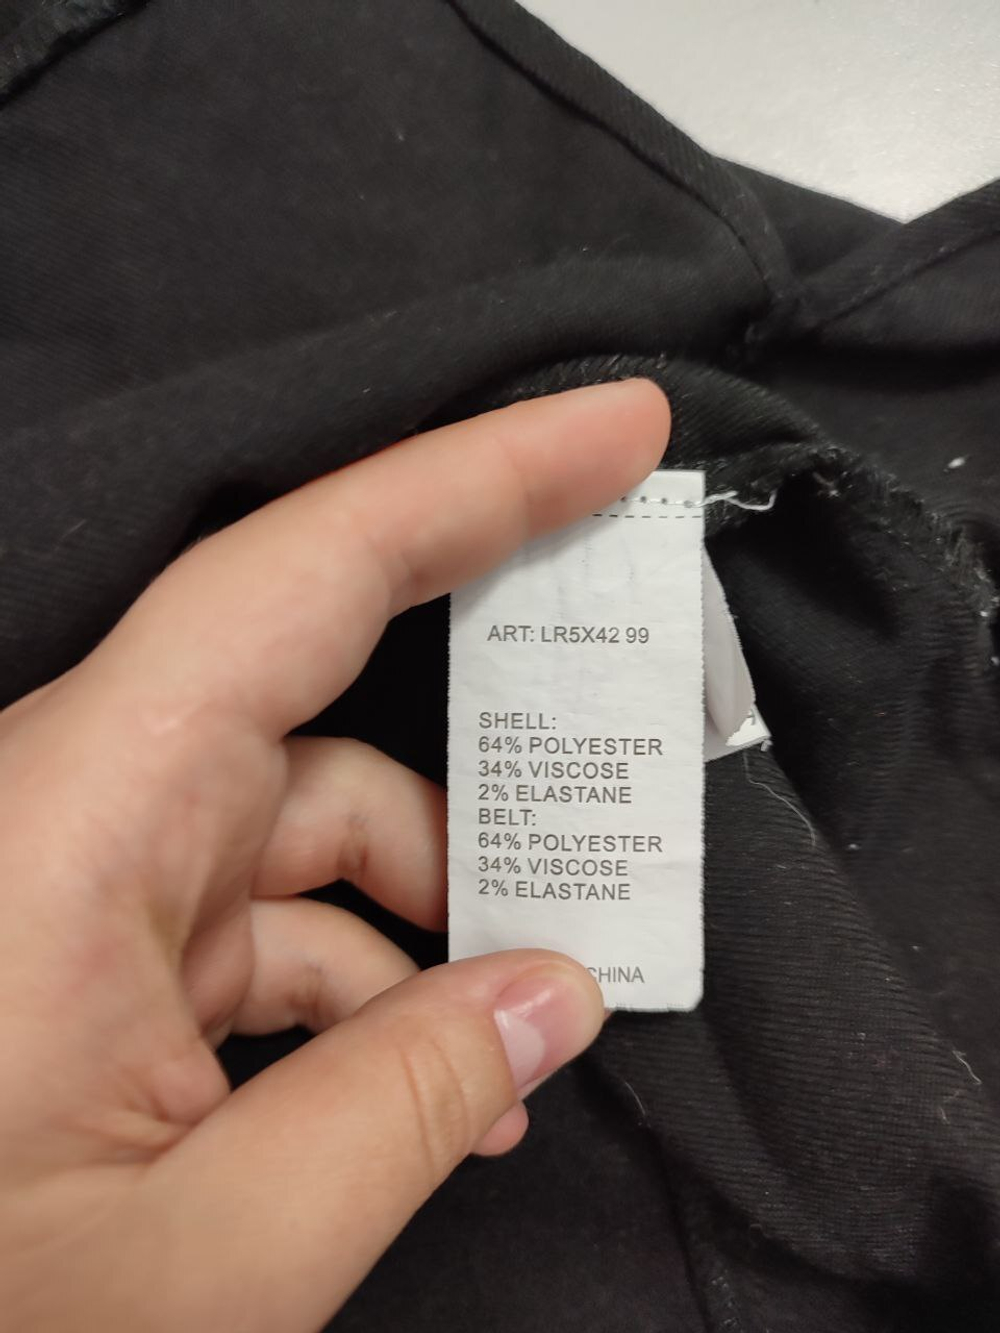 ART: LR5X42 99
SHELL:
64% POLYESTER
34% VISCOSE
2% ELASTANE
BELT:
64% POLYESTER
34% VISCOSE
2% ELASTANE
CHINA